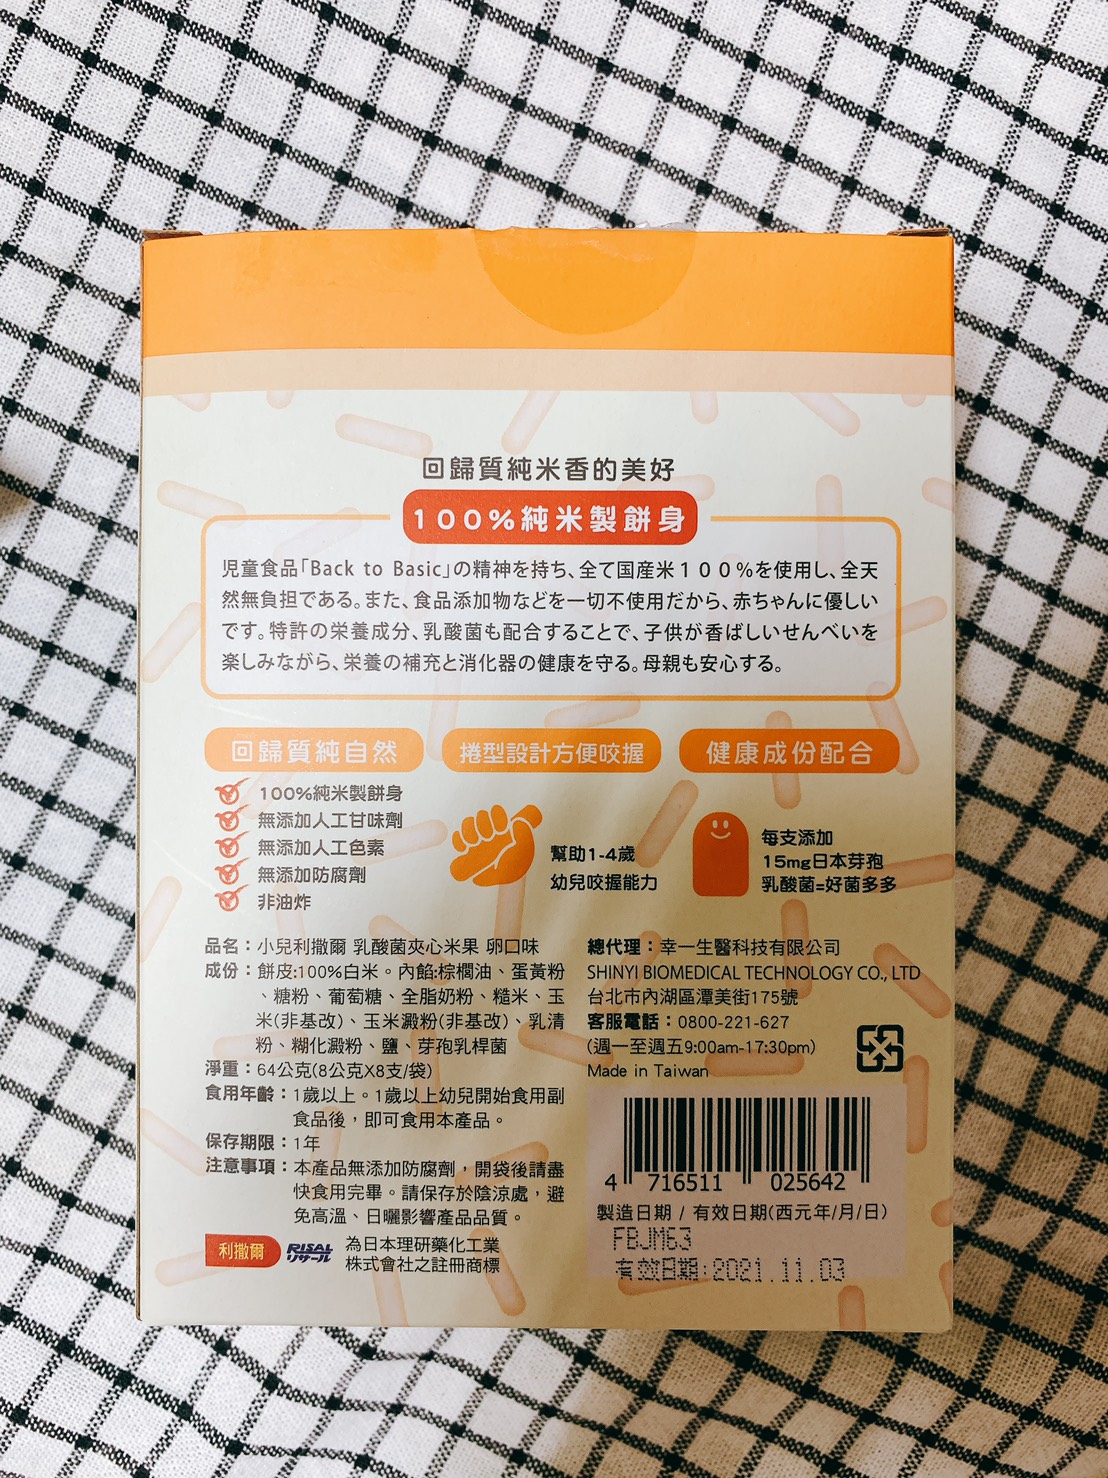 回歸質純米香的美好
100%純米製餅身
児童食品「Back to Basic」の精神を持ち、全て国産米１００%を使用し、全天
然無負担である。また、食品添加物などを一切不使用だから、赤ちゃんに優しい
です。特許の栄養成分、乳酸菌も配合することで、子供が香ばしいせんべいを
楽しみながら、栄養の補充と消化器の健康を守る。母親も安心する。
回歸質純自然
100%純米製餅身
無添加人工甘味劑
無添加人工色素
無添加防腐劑
非油炸
捲型設計方便咬握
幫助1-4歲
幼兒咬握能力
健康成份配合
每支添加
15mg日本芽孢
乳酸菌=好菌多多
品名：小兒利撒爾 乳酸菌夾心米果 卵口味
成份：餅皮:100%白米。內餡:棕櫚油、蛋黃粉
、糖粉、葡萄糖、全脂奶粉、糙米、玉
米(非基改)、玉米澱粉(非基改)、乳清
粉、糊化澱粉、鹽、芽孢乳桿菌
淨重：64公克(8公克X8支/袋)
食用年齡：1歲以上。1歲以上幼兒開始食用副
食品後，即可食用本產品。
保存期限：1年
注意事項：本產品無添加防腐劑，開袋後請盡
快食用完畢。請保存於陰涼處，避
免高溫、日曬影響產品品質。
利撒爾
RISAL
リサール
為日本理研藥化工業
株式會社之註冊商標
總代理：幸一生醫科技有限公司
SHINYI BIOMEDICAL TECHNOLOGY CO., LTD
台北市內湖區潭美街175號
客服電話：0800-221-627
(週一至週五9:00am-17:30pm)
Made in Taiwan
4 716511 025642
製造日期 / 有效日期(西元年/月/日)
FBJM63
有效日期:2021.11.03